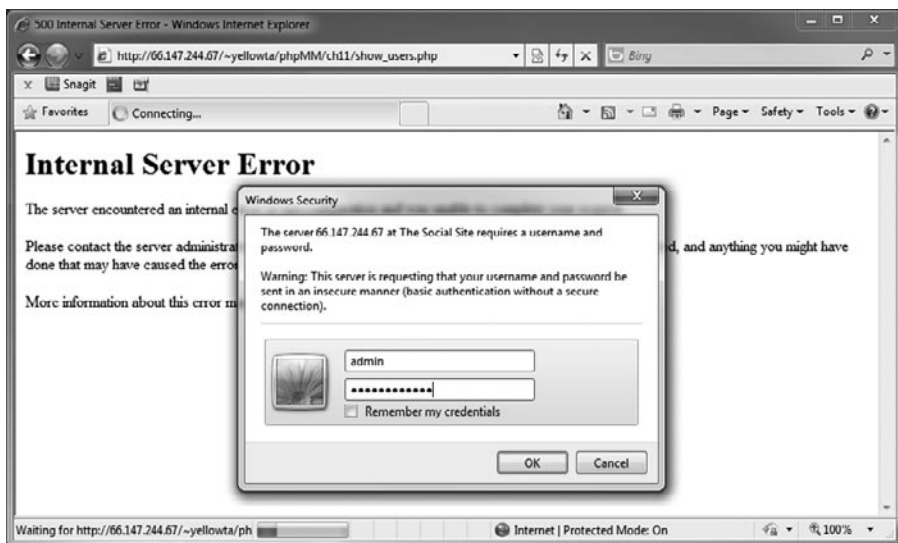 500 Internal Server Error - Windows Internet Explorer
http://66.147.244.67/~yellowta/phpMM/ch11/show_users.php
Bing
x Snagit
Favorites Connecting... Page Safety Tools
Internal Server Error
Windows Security
The server encountered an internal
The server 66.147.244.67 at The Social Site requires a username and
password.
Please contact the server administra d, and anything you might have
done that may have caused the error
Warning: This server is requesting that your username and password be
sent in an insecure manner (basic authentication without a secure
connection).
More information about this error m
admin
••••••••••••
Remember my credentials
OK Cancel
Waiting for http://66.147.244.67/~yellowta/ph Internet | Protected Mode: On 100%